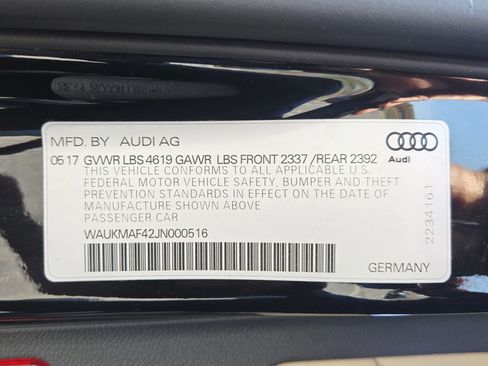 MFD. BY AUDI AG
05 17 GVWR LBS 4619 GAWR LBS FRONT 2337 /REAR 2392
Audi
THIS VEHICLE CONFORMS TO ALL APPLICABLE U.S.
FEDERAL MOTOR VEHICLE SAFETY, BUMPER AND THEFT
PREVENTION STANDARDS IN EFFECT ON THE DATE OF
MANUFACTURE SHOWN ABOVE
PASSENGER CAR
WAUKMAF42JN000516
GERMANY
2234161